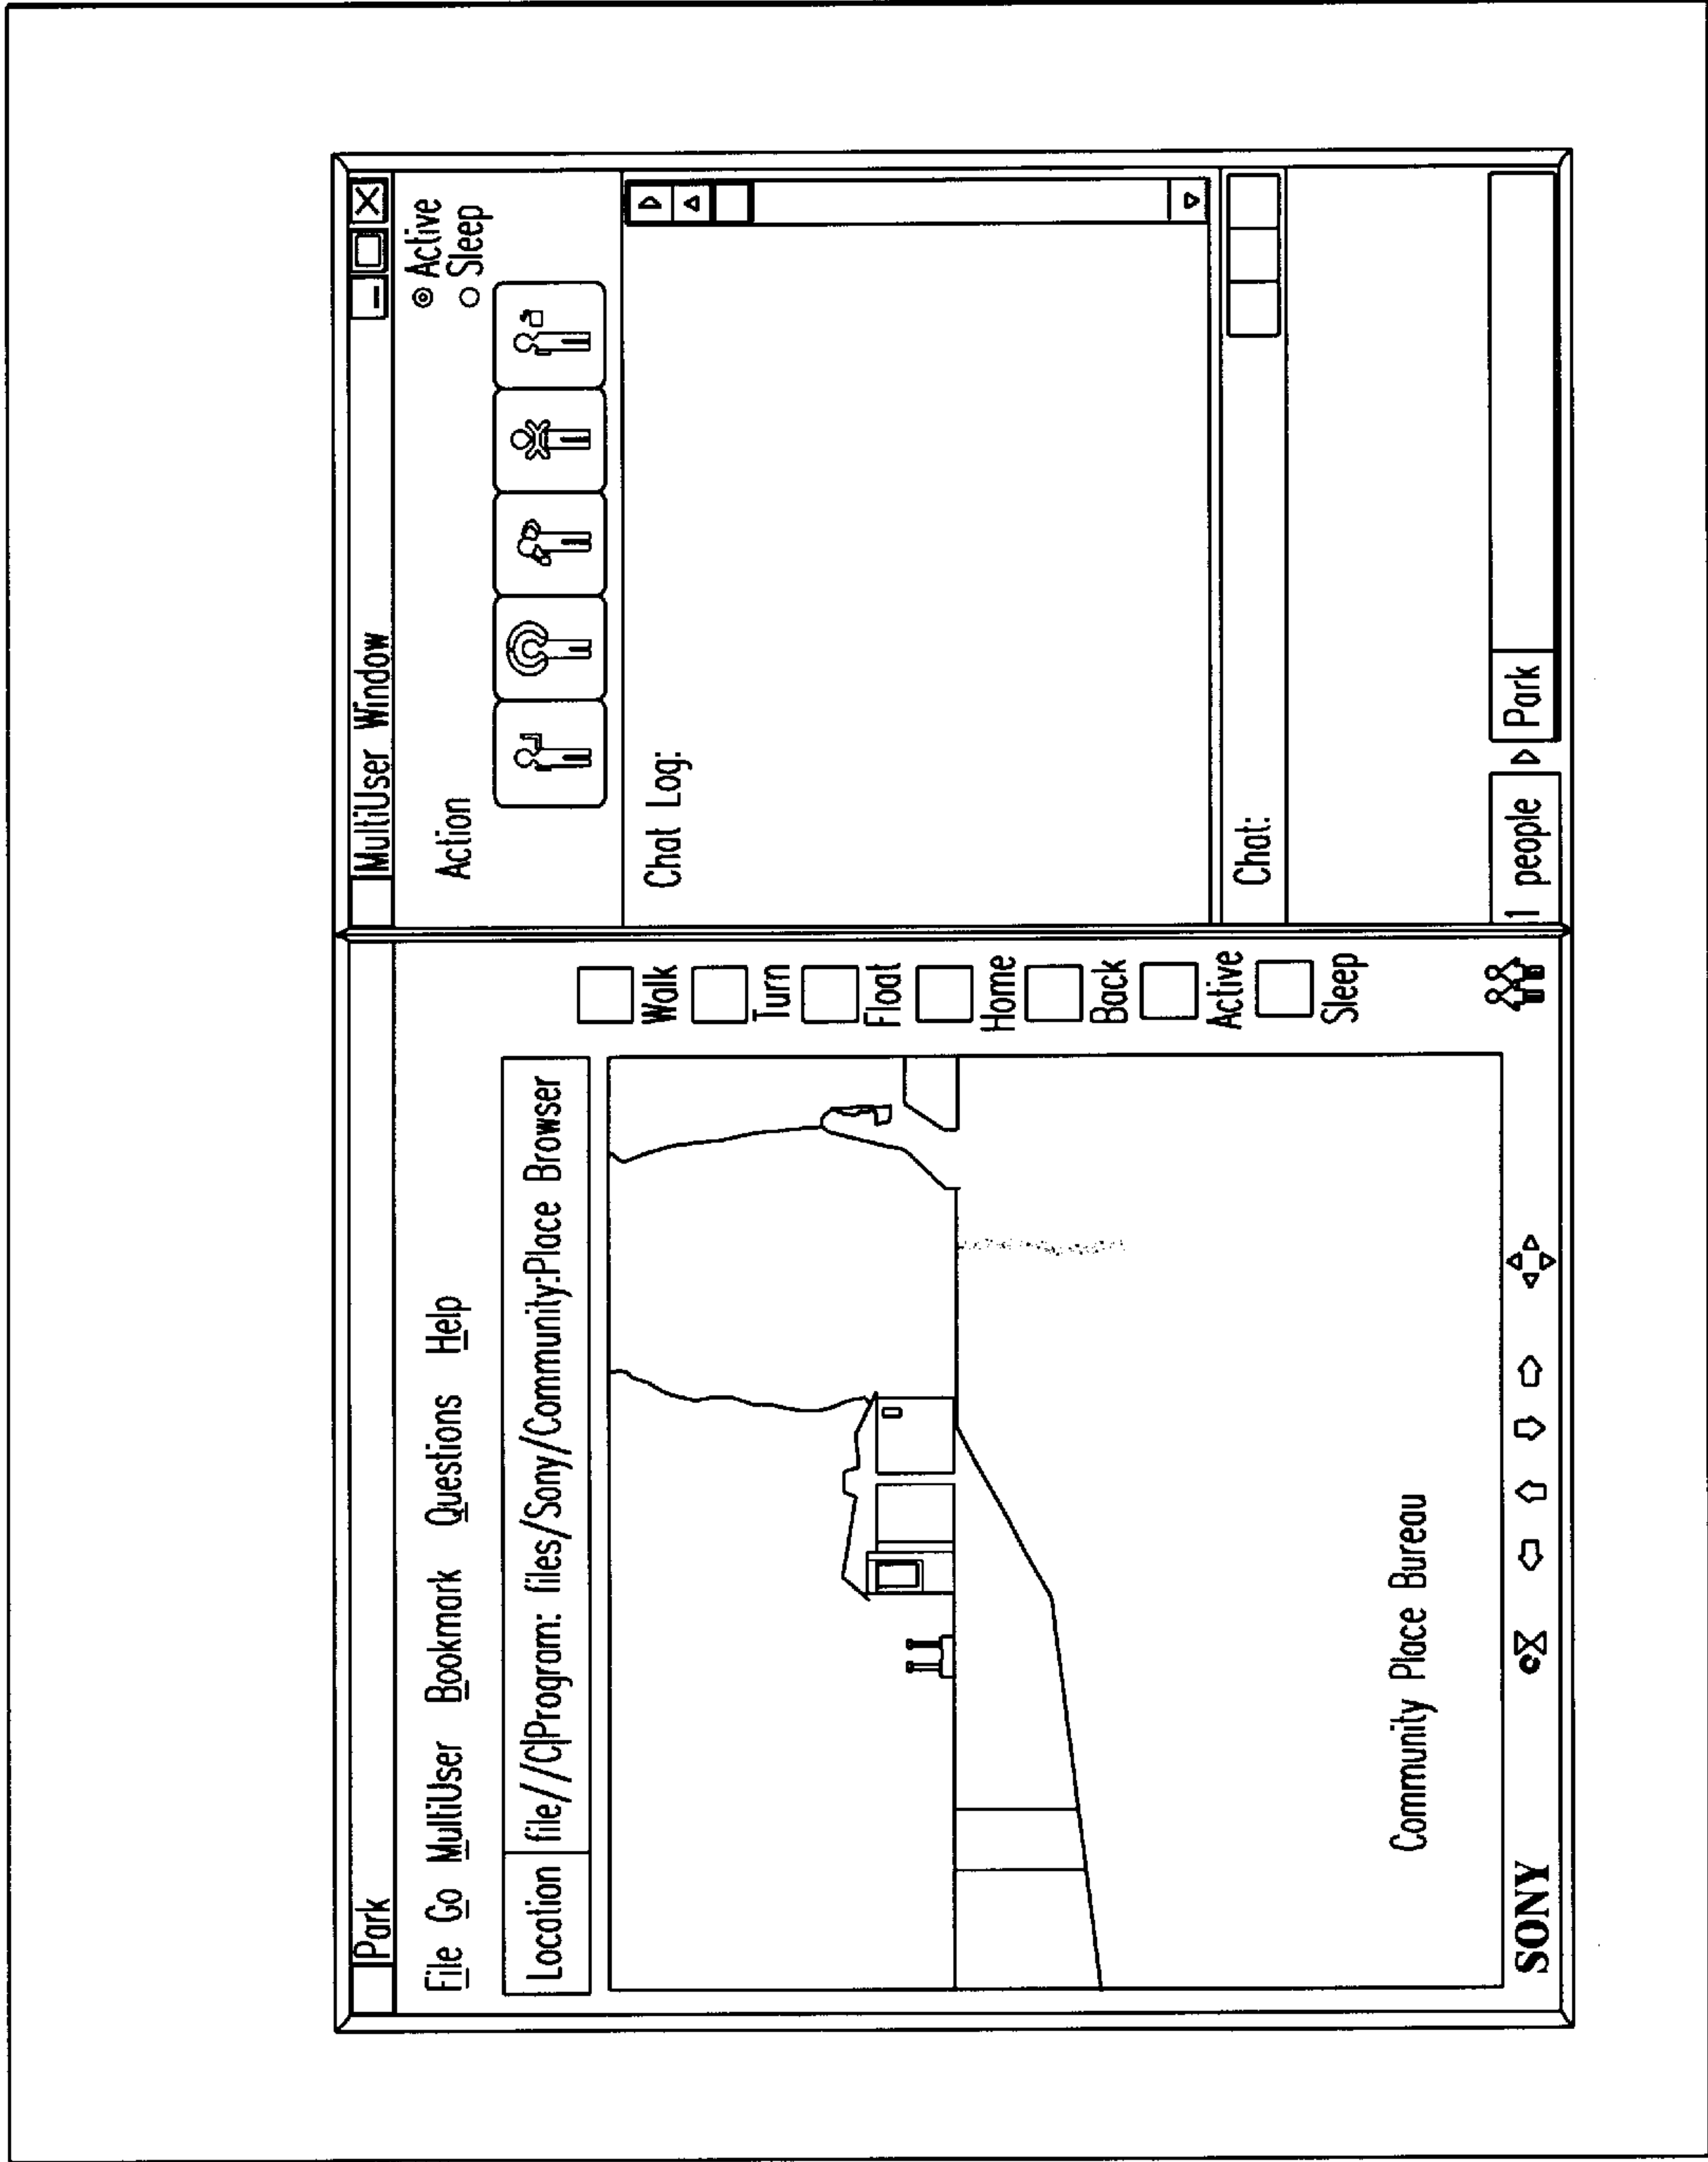 Park
File Go MultiUser Bookmark Questions Help
Location file//c|Program: files/Sony/Community:Place Browser
Walk
Turn
Float
Home
Back
Active
Sleep
Community Place Bureau
SONY
MultiUser Window
Action
Active
Sleep
Chat Log:
Chat:
1 people
Park